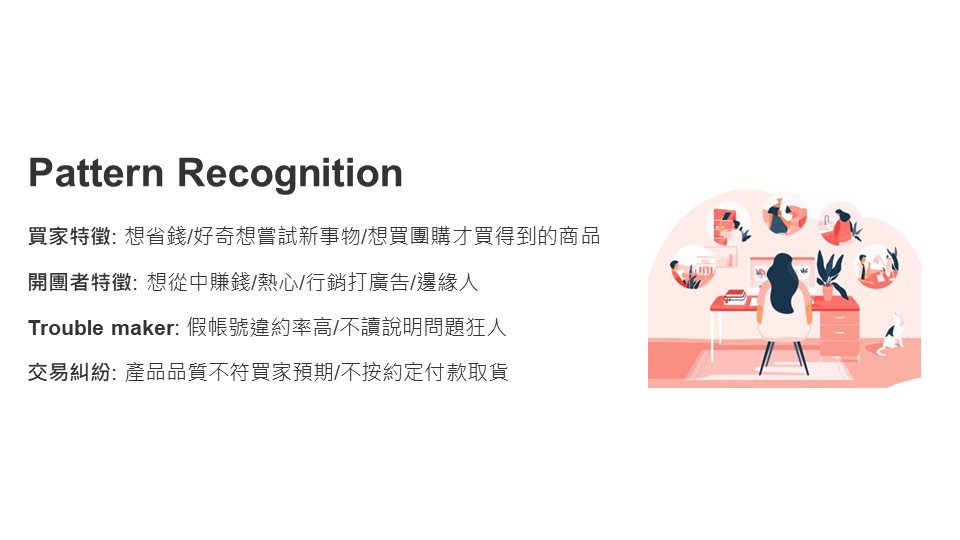 Pattern Recognition
買家特徵: 想省錢/好奇想嘗試新事物/想買團購才買得到的商品
開團者特徵: 想從中賺錢/熱心/行銷打廣告/邊緣人
Trouble maker: 假帳號違約率高/不讀說明問題狂人
交易糾紛: 產品品質不符買家預期/不按約定付款取貨